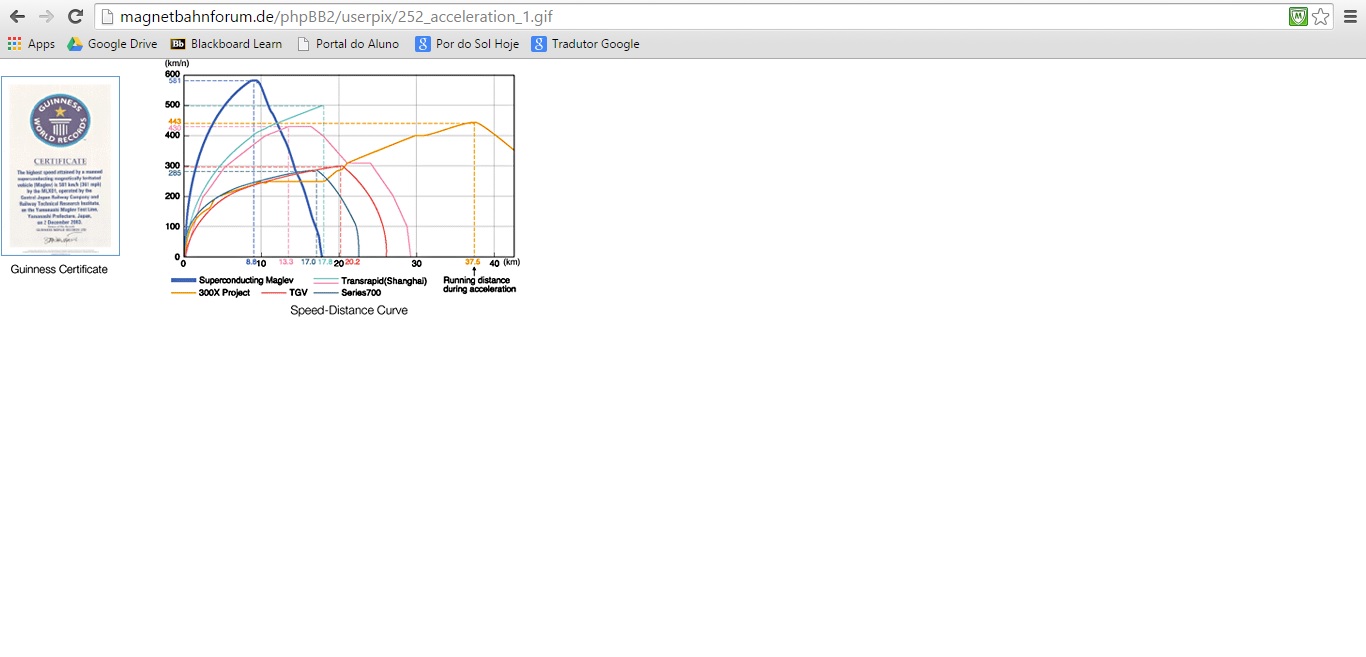 magnetbahnforum.de/phpBB2/userpix/252_acceleration_1.gif
Apps Google Drive Bb Blackboard Learn Portal do Aluno 8 Por do Sol Hoje 8 Tradutor Google
GUINNESS
WORLD RECORDS
CERTIFICATE
The highest speed attained by a manned
superconducting magnetically levitated
vehicle (Maglev) is 581 km/h (361 mph)
by the MLX01, operated by the
Central Japan Railway Company and
Railway Technical Research Institute,
on the Yamanashi Maglev Test Line,
Yamanashi Prefecture, Japan,
on 2 December 2003.
Guinness Certificate
(km/h)
600
581
500
443
430
400
300
285
200
100
0
0 8.8 10 13.3 17.0 17.8 20 20.2 30 37.5 40 (km)
Superconducting Maglev Transrapid(Shanghai) Running distance
300X Project TGV Series700 during acceleration
Speed-Distance Curve